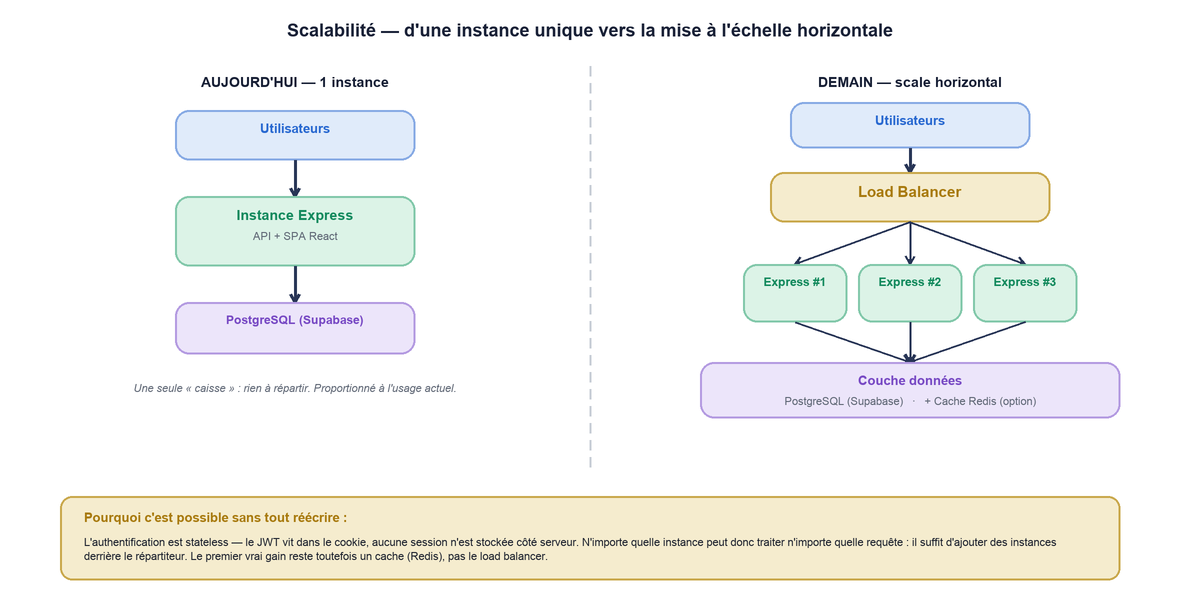 Scalabilité — d'une instance unique vers la mise à l'échelle horizontale
AUJOURD'HUI — 1 instance
Utilisateurs
Instance Express
API + SPA React
PostgreSQL (Supabase)
Une seule « caisse » : rien à répartir. Proportionné à l'usage actuel.
DEMAIN — scale horizontal
Utilisateurs
Load Balancer
Express #1
Express #2
Express #3
Couche données
PostgreSQL (Supabase) · + Cache Redis (option)
Pourquoi c'est possible sans tout réécrire :
L'authentification est stateless — le JWT vit dans le cookie, aucune session n'est stockée côté serveur. N'importe quelle instance peut donc traiter n'importe quelle requête : il suffit d'ajouter des instances
derrière le répartiteur. Le premier vrai gain reste toutefois un cache (Redis), pas le load balancer.